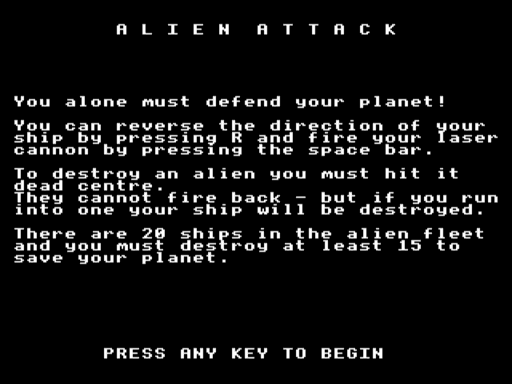 A L I E N  A T T A C K
You alone must defend your planet!
You can reverse the direction of your
ship by pressing R and fire your laser
cannon by pressing the space bar.
To destroy an alien you must hit it
dead centre.
They cannot fire back - but if you run
into one your ship will be destroyed.
There are 20 ships in the alien fleet
and you must destroy at least 15 to
save your planet.
PRESS ANY KEY TO BEGIN